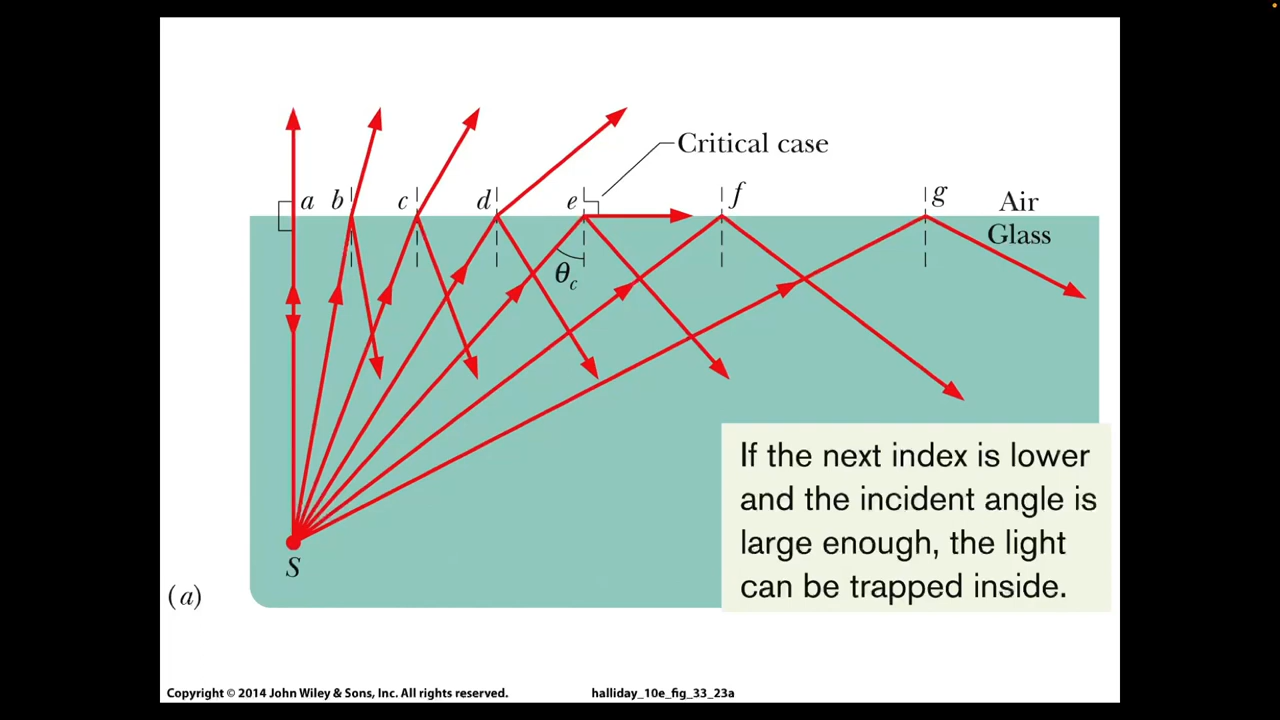 Critical case
a b c d e f g
Air
Glass
θc
If the next index is lower
and the incident angle is
large enough, the light
can be trapped inside.
S
(a)
Copyright © 2014 John Wiley & Sons, Inc. All rights reserved. halliday_10e_fig_33_23a